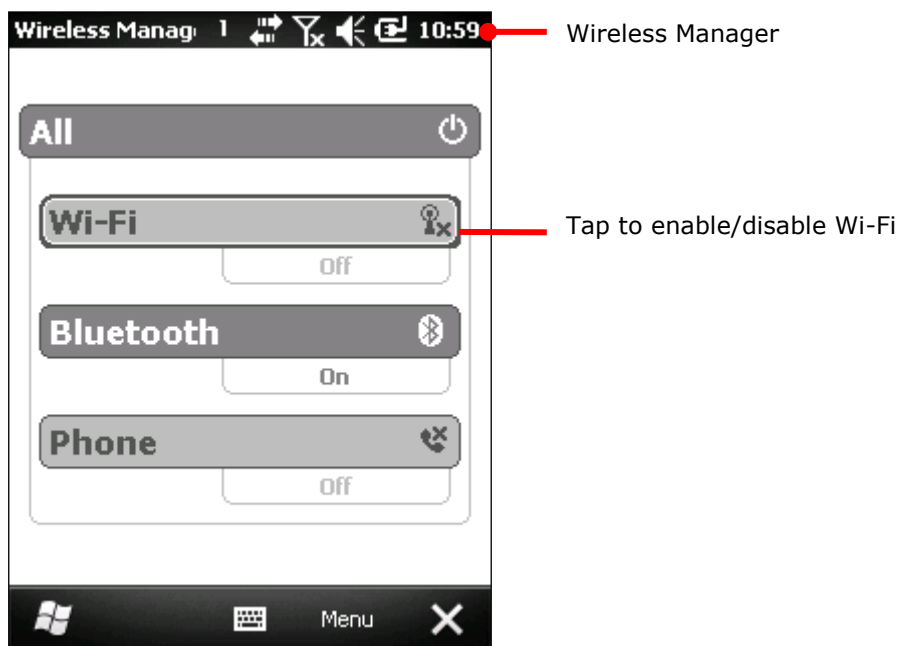 Wireless Manag 10:59
Wireless Manager
All
Wi-Fi
Tap to enable/disable Wi-Fi
Off
Bluetooth
On
Phone
Off
Menu